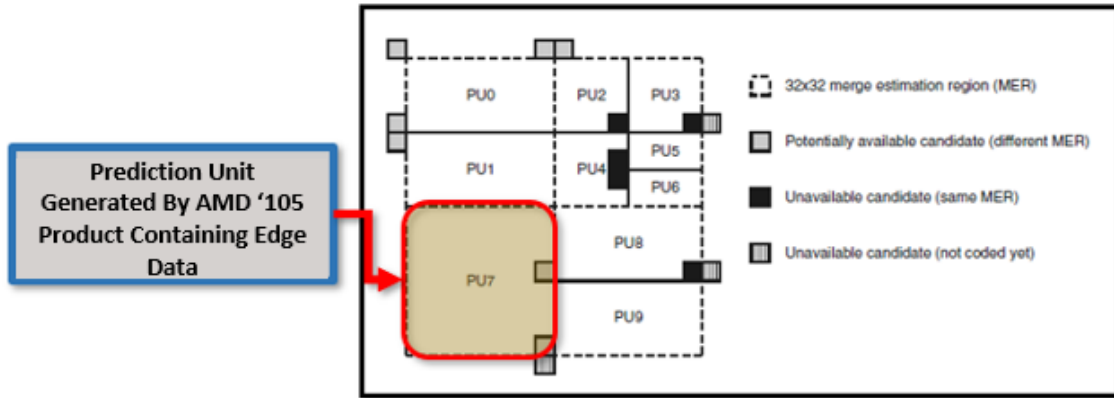 Prediction Unit
Generated By AMD ‘105
Product Containing Edge
Data
PU0
PU2
PU3
PU1
PU4
PU5
PU6
PU7
PU8
PU9
32x32 merge estimation region (MER)
Potentially available candidate (different MER)
Unavailable candidate (same MER)
Unavailable candidate (not coded yet)